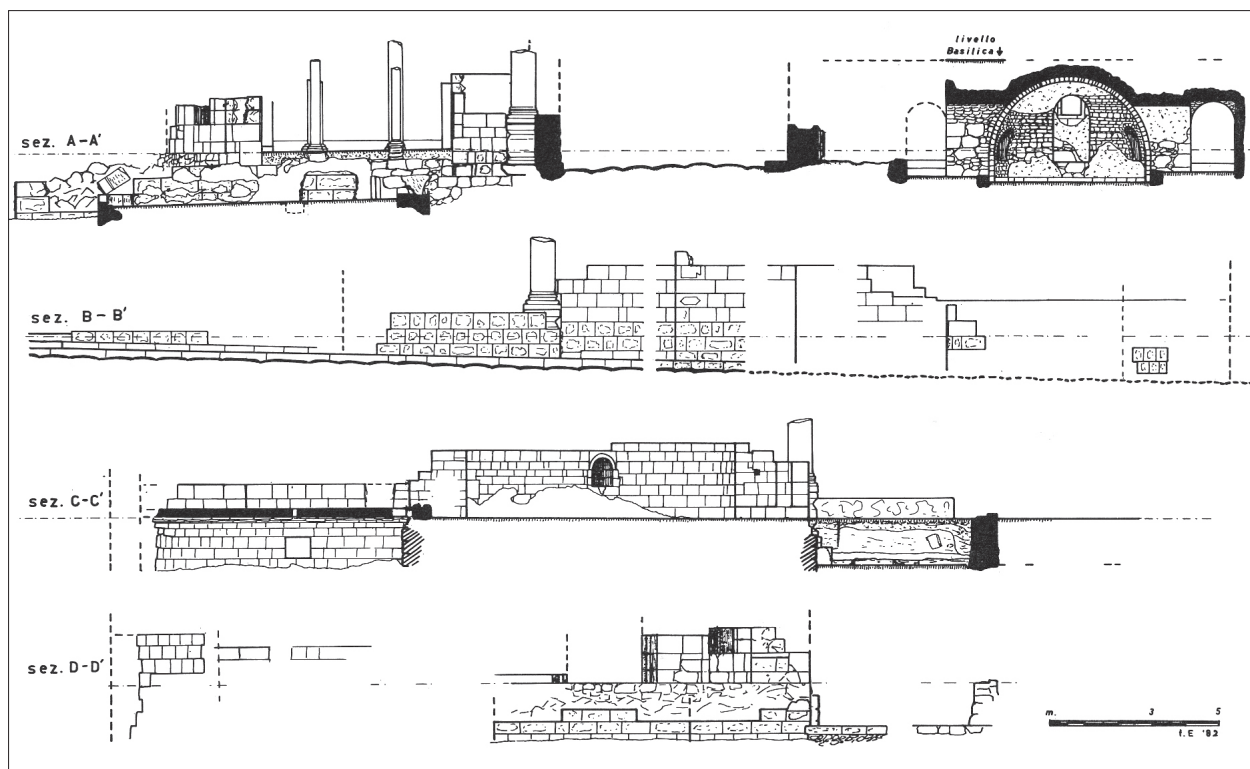 livello
Basilica ↓
sez. A-A'
sez. B-B'
sez. C-C'
sez. D-D'
m. 3 5
t.E '82